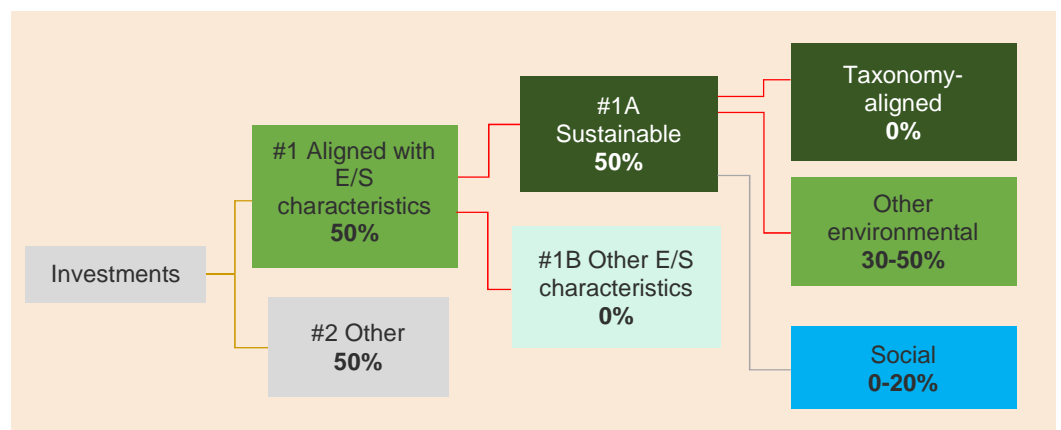 Investments
#1 Aligned with
E/S
characteristics
50%
#2 Other
50%
#1A
Sustainable
50%
#1B Other E/S
characteristics
0%
Taxonomy-
aligned
0%
Other
environmental
30-50%
Social
0-20%